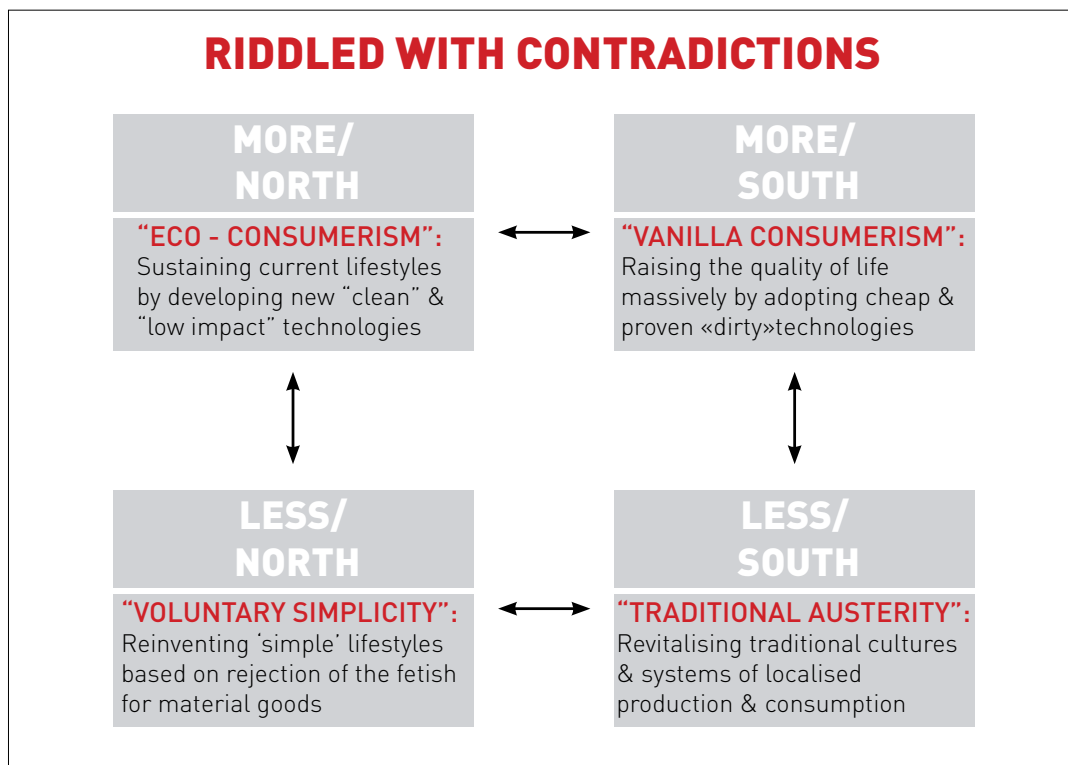 RIDDLED WITH CONTRADICTIONS
MORE/
NORTH
“ECO - CONSUMERISM”:
Sustaining current lifestyles
by developing new “clean” &
“low impact” technologies
MORE/
SOUTH
“VANILLA CONSUMERISM”:
Raising the quality of life
massively by adopting cheap &
proven «dirty»technologies
LESS/
NORTH
“VOLUNTARY SIMPLICITY”:
Reinventing ‘simple’ lifestyles
based on rejection of the fetish
for material goods
LESS/
SOUTH
“TRADITIONAL AUSTERITY”:
Revitalising traditional cultures
& systems of localised
production & consumption